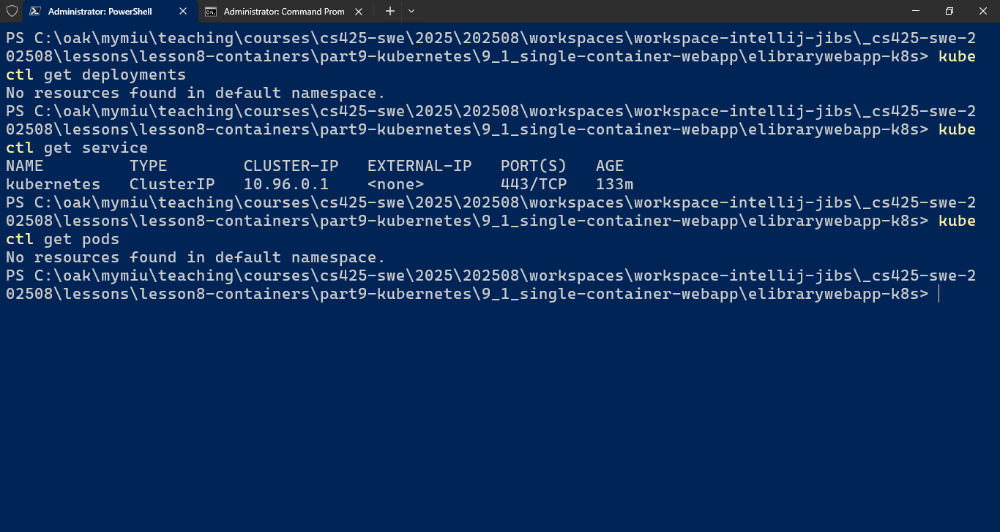 Administrator: PowerShell
Administrator: Command Prom
PS C:\oak\mymiu\teaching\courses\cs425-swe\2025\202508\workspaces\workspace-intellij-jibs\_cs425-swe-2
02508\lessons\lesson8-containers\part9-kubernetes\9_1_single-container-webapp\elibrarywebapp-k8s> kube
ctl get deployments
No resources found in default namespace.
PS C:\oak\mymiu\teaching\courses\cs425-swe\2025\202508\workspaces\workspace-intellij-jibs\_cs425-swe-2
02508\lessons\lesson8-containers\part9-kubernetes\9_1_single-container-webapp\elibrarywebapp-k8s> kube
ctl get service
NAME         TYPE        CLUSTER-IP   EXTERNAL-IP   PORT(S)   AGE
kubernetes   ClusterIP   10.96.0.1    <none>        443/TCP   133m
PS C:\oak\mymiu\teaching\courses\cs425-swe\2025\202508\workspaces\workspace-intellij-jibs\_cs425-swe-2
02508\lessons\lesson8-containers\part9-kubernetes\9_1_single-container-webapp\elibrarywebapp-k8s> kube
ctl get pods
No resources found in default namespace.
PS C:\oak\mymiu\teaching\courses\cs425-swe\2025\202508\workspaces\workspace-intellij-jibs\_cs425-swe-2
02508\lessons\lesson8-containers\part9-kubernetes\9_1_single-container-webapp\elibrarywebapp-k8s>